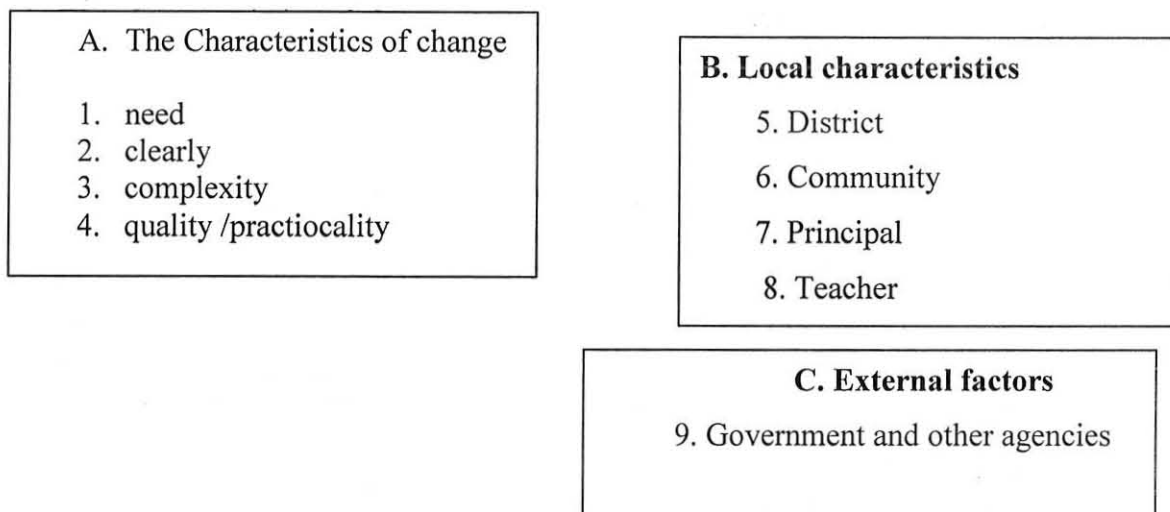 A. The Characteristics of change
1. need
2. clearly
3. complexity
4. quality /practiocality
B. Local characteristics
5. District
6. Community
7. Principal
8. Teacher
C. External factors
9. Government and other agencies